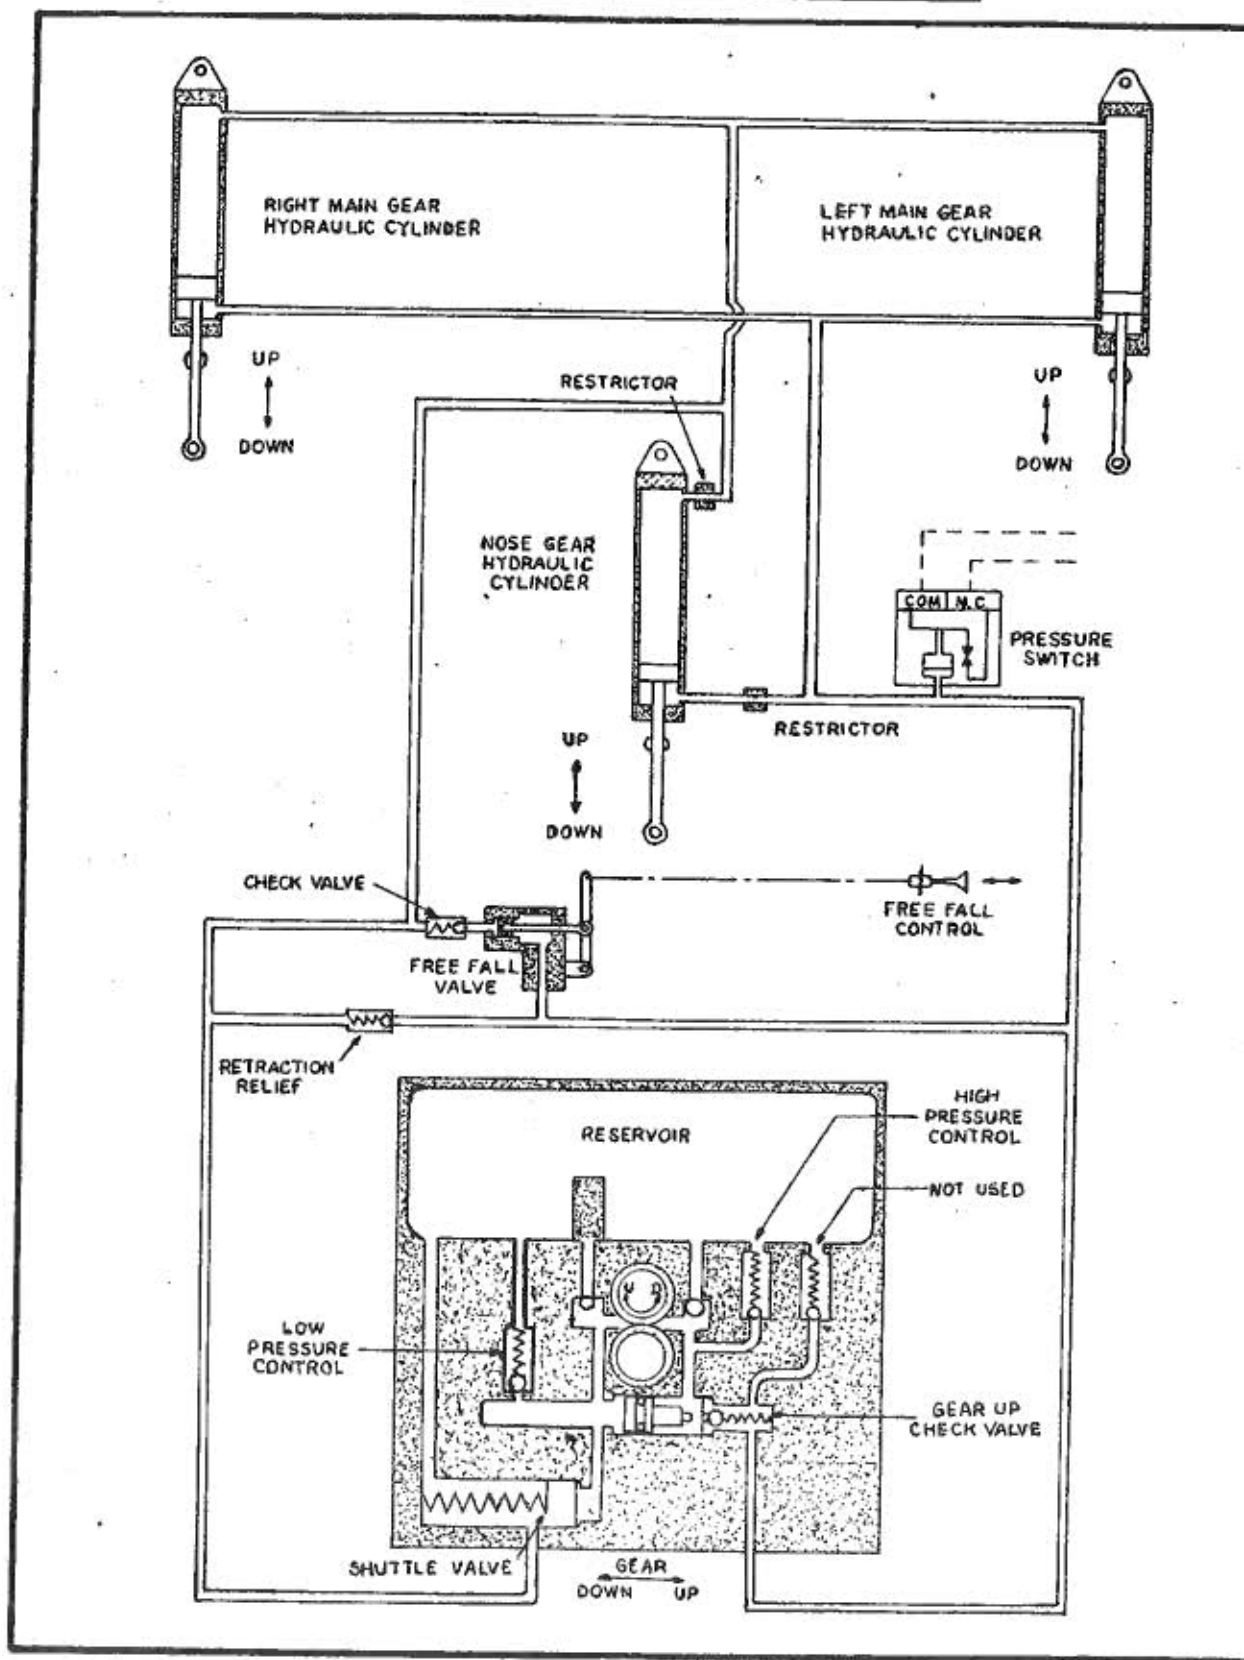 RIGHT MAIN GEAR
HYDRAULIC CYLINDER
LEFT MAIN GEAR
HYDRAULIC CYLINDER
UP
DOWN
RESTRICTOR
UP
DOWN
NOSE GEAR
HYDRAULIC
CYLINDER
COM N.C
PRESSURE
SWITCH
RESTRICTOR
UP
DOWN
CHECK VALVE
FREE FALL
CONTROL
FREE FALL
VALVE
RETRACTION
RELIEF
HIGH
PRESSURE
CONTROL
RESERVOIR
NOT USED
LOW
PRESSURE
CONTROL
GEAR UP
CHECK VALVE
SHUTTLE VALVE
GEAR
DOWN UP